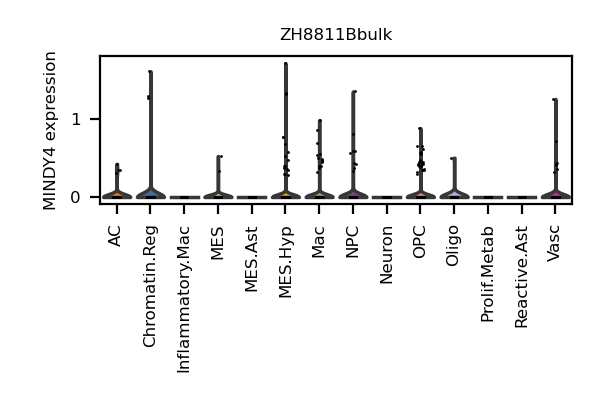 ZH8811Bbulk
MINDY4 expression
1
0
AC
Chromatin.Reg
Inflammatory.Mac
MES
MES.Ast
MES.Hyp
Mac
NPC
Neuron
OPC
Oligo
Prolif.Metab
Reactive.Ast
Vasc